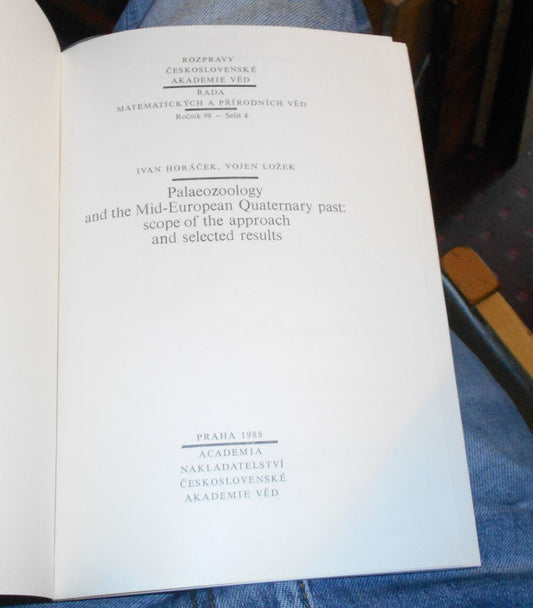 ROZPRAVY
ČESKOSLOVENSKÉ
AKADEMIE VĚD
ŘADA
MATEMATICKÝCH A PŘÍRODNÍCH VĚD
Ročník 98 – Sešit 4
IVAN HORÁČEK, VOJEN LOŽEK
Palaeozoology
and the Mid-European Quaternary past:
scope of the approach
and selected results
PRAHA 1988
ACADEMIA
NAKLADATELSTVÍ
ČESKOSLOVENSKÉ
AKADEMIE VĚD